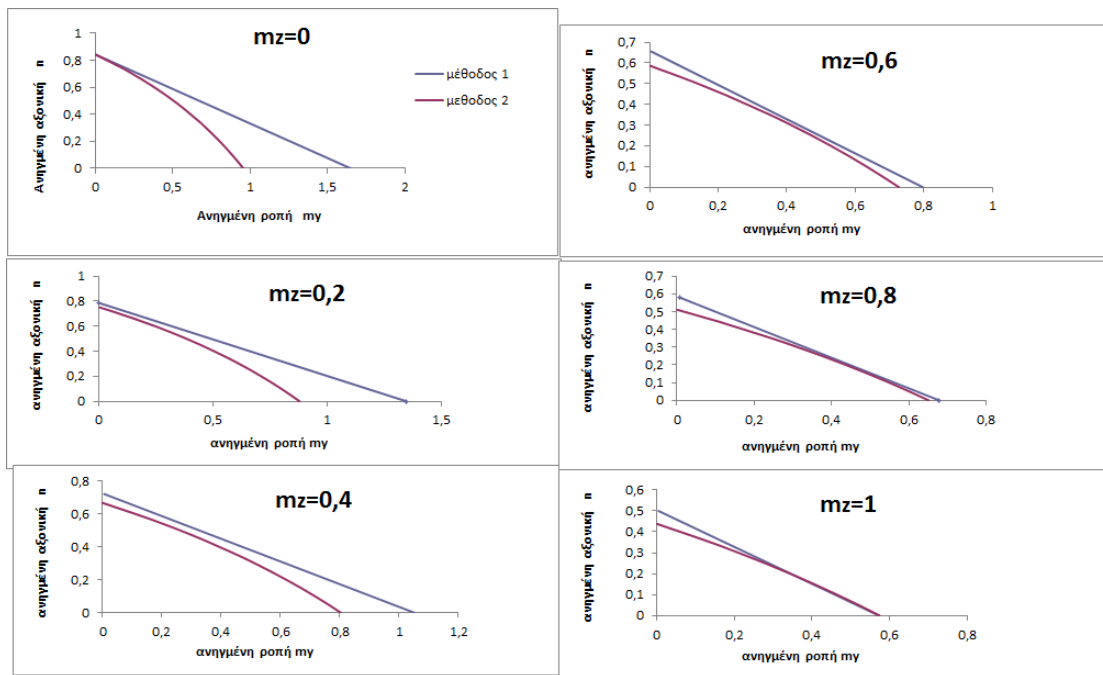 mz=0
Ανηγμένη αξονική n
1
0,8
0,6
0,4
0,2
0
0 0,5 1 1,5 2
Ανηγμένη ροπή my
μέθοδος 1
μεθοδος 2
mz=0,6
ανηγμένη αξονική n
0,7
0,6
0,5
0,4
0,3
0,2
0,1
0
0 0,2 0,4 0,6 0,8 1
ανηγμένη ροπή my
mz=0,2
ανηγμένη αξονική n
1
0,8
0,6
0,4
0,2
0
0 0,5 1 1,5
ανηγμένη ροπή my
mz=0,8
ανηγμένη αξονική n
0,7
0,6
0,5
0,4
0,3
0,2
0,1
0
0 0,2 0,4 0,6 0,8
ανηγμένη ροπή my
mz=0,4
ανηγμένη αξονική n
0,8
0,6
0,4
0,2
0
0 0,2 0,4 0,6 0,8 1 1,2
ανηγμένη ροπή my
mz=1
ανηγμένη αξονική n
0,6
0,5
0,4
0,3
0,2
0,1
0
0 0,2 0,4 0,6 0,8
ανηγμένη ροπή my